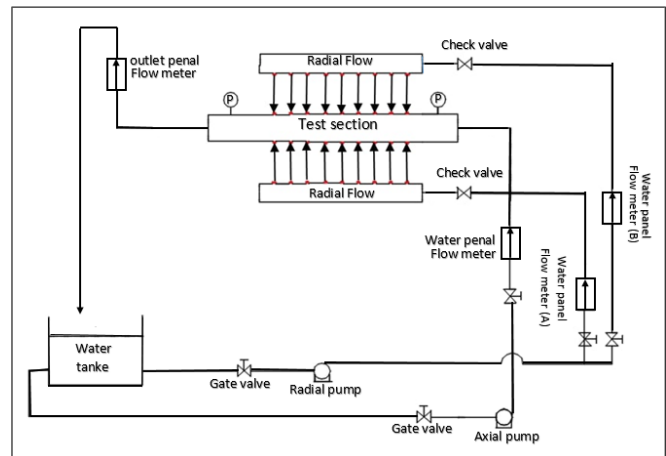 outlet penal
Flow meter
Radial Flow
Check valve
P
P
Test section
Radial Flow
Check valve
Water panel
Flow meter (B)
Water penal
Flow meter
Water panel
Flow meter (A)
Water
tanke
Gate valve
Radial pump
Gate valve
Axial pump